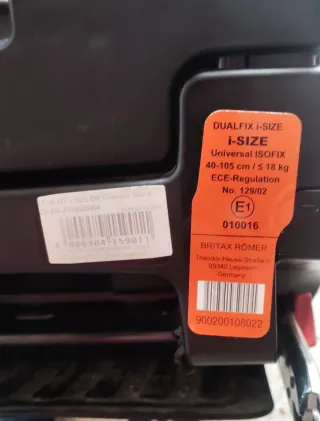 DUALFIX i-SIZE
i-SIZE
Universal ISOFIX
40-105 cm / ≤ 18 kg
ECE-Regulation
No. 129/02
E1
010016
BRITAX RÖMER
Theodor-Heuss-Straße 9
89340 Leipheim
Germany
900200108022